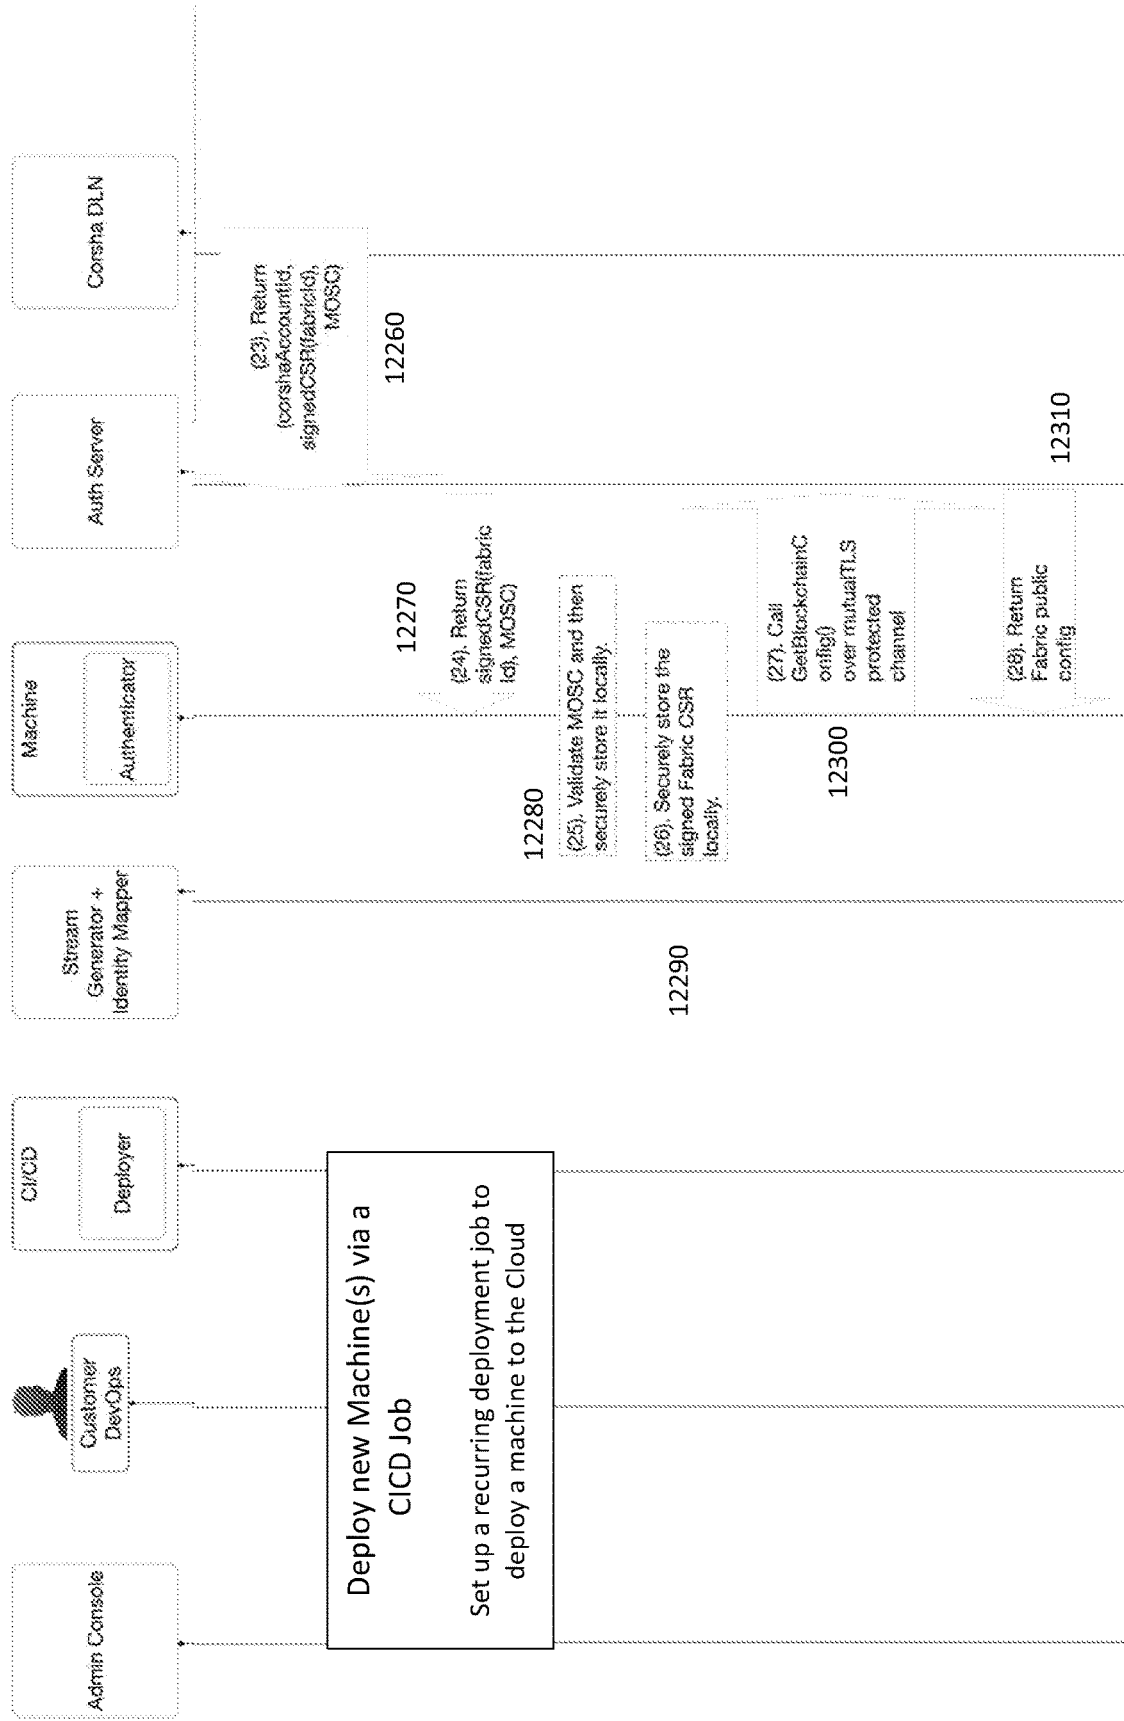 Admin Console
Customer
DevOps
CI/CD
Deployer
Stream
Generator +
Identity Mapper
Machine
Authenticator
Auth Server
Corsha DLN
Deploy new Machine(s) via a
CICD Job
Set up a recurring deployment job to
deploy a machine to the Cloud
(23). Return
(corshaAccountId,
signedCSR(fabricId),
MOSC)
12260
12270
(24). Return
signedCSR(fabric
Id), MOSC)
12280
(25). Validate MOSC and then
securely store it locally.
12290
(26). Securely store the
signed Fabric CSR
locally.
(27). Call
GetBlockchainC
onfig()
over mutualTLS
protected
channel
12300
(28). Return
Fabric public
config
12310